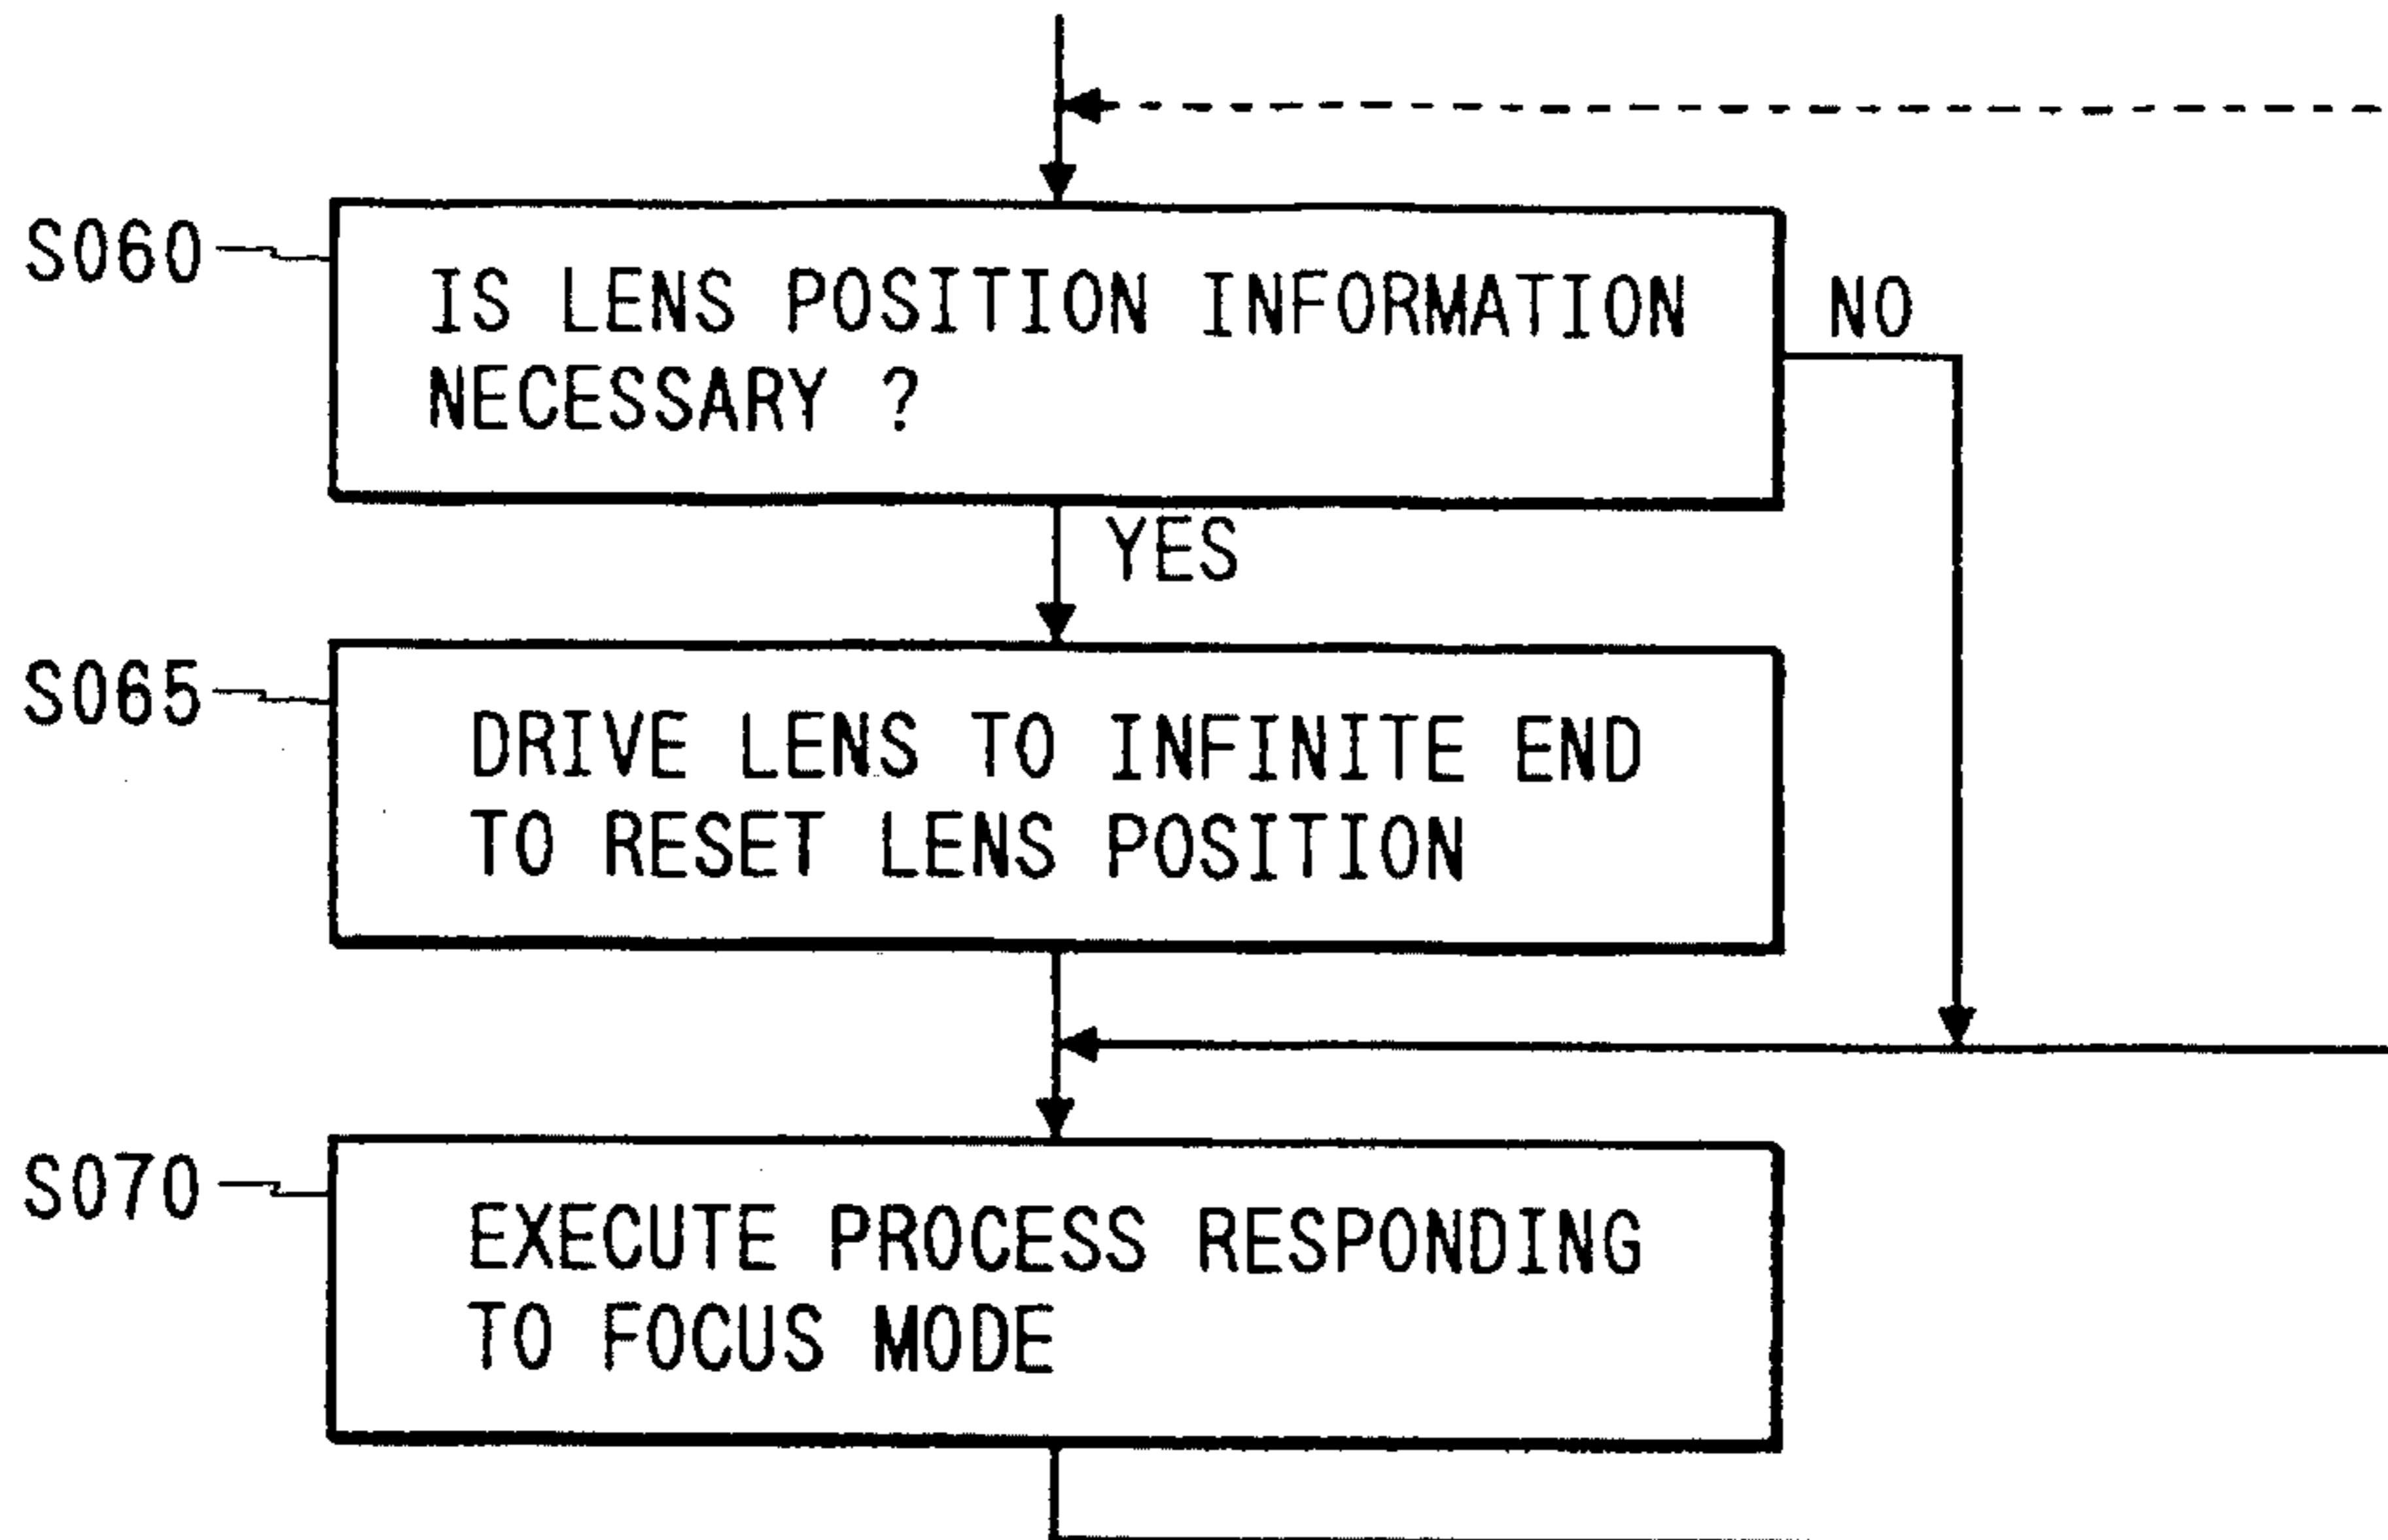 S060
IS LENS POSITION INFORMATION
NECESSARY ?
NO
YES
S065
DRIVE LENS TO INFINITE END
TO RESET LENS POSITION
S070
EXECUTE PROCESS RESPONDING
TO FOCUS MODE